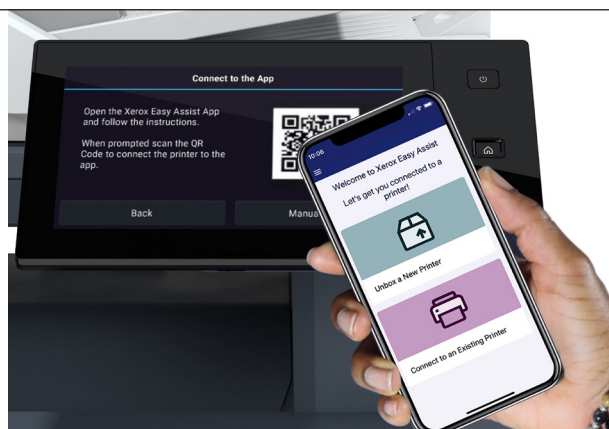 Connect to the App
Open the Xerox Easy Assist App
and follow the instructions.
When prompted scan the QR
Code to connect the printer to the
app.
Back
Manua
10:06
Welcome to Xerox Easy Assist
Let's get you connected to a
printer!
Unbox a New Printer
Connect to an Existing Printer